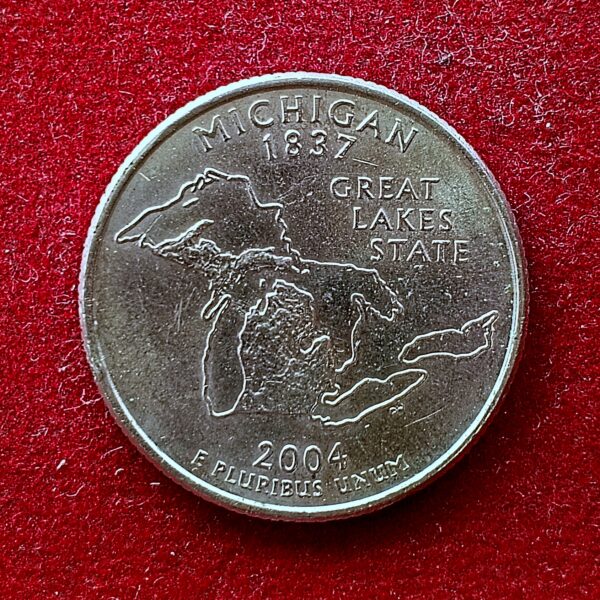 MICHIGAN
1837
GREAT
LAKES
STATE
2004
E PLURIBUS UNUM